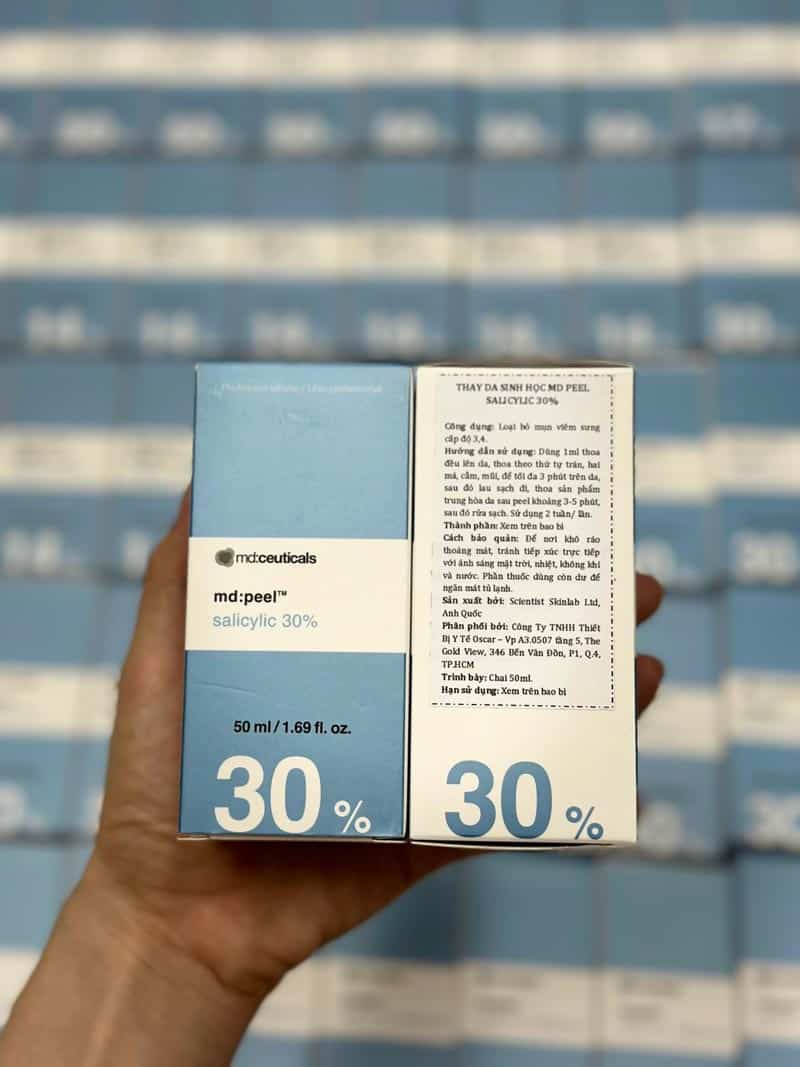 md:ceuticals
md:peel™
salicylic 30%
50 ml / 1.69 fl. oz.
30 %
THAY DA SINH HỌC MD PEEL
SALICYLIC 30%
Công dụng: Loại bỏ mụn viêm sưng
cấp độ 3,4.
Hướng dẫn sử dụng: Dùng 1ml thoa
đều lên da, thoa theo thứ tự trán, hai
má, cằm, mũi, để tối đa 3 phút trên da,
sau đó lau sạch đi, thoa sản phẩm
trung hòa da sau peel khoảng 3-5 phút,
sau đó rửa sạch. Sử dụng 2 tuần/ lần.
Thành phần: Xem trên bao bì
Cách bảo quản: Để nơi khô ráo
thoáng mát, tránh tiếp xúc trực tiếp
với ánh sáng mặt trời, nhiệt, không khí
và nước. Phần thuốc dùng còn dư để
ngăn mát tủ lạnh.
Sản xuất bởi: Scientist Skinlab Ltd,
Anh Quốc
Phân phối bởi: Công Ty TNHH Thiết
Bị Y Tế Oscar – Vp A3.0507 tầng 5, The
Gold View, 346 Bến Vân Đồn, P1, Q.4,
TP.HCM
Trình bày: Chai 50ml.
Hạn sử dụng: Xem trên bao bì
30 %